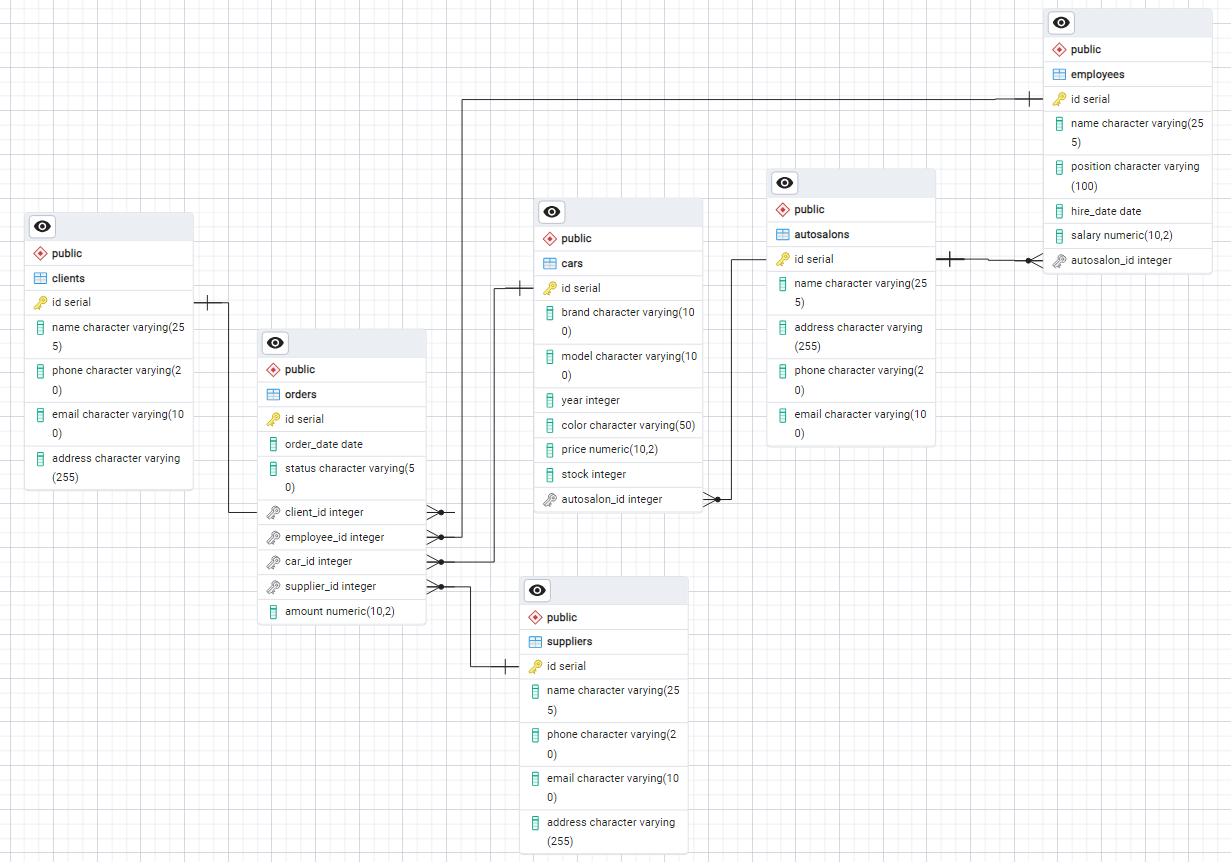 public
clients
id serial
name character varying(25
5)
phone character varying(2
0)
email character varying(10
0)
address character varying
(255)
public
orders
id serial
order_date date
status character varying(5
0)
client_id integer
employee_id integer
car_id integer
supplier_id integer
amount numeric(10,2)
public
cars
id serial
brand character varying(10
0)
model character varying(10
0)
year integer
color character varying(50)
price numeric(10,2)
stock integer
autosalon_id integer
public
suppliers
id serial
name character varying(25
5)
phone character varying(2
0)
email character varying(10
0)
address character varying
(255)
public
autosalons
id serial
name character varying(25
5)
address character varying
(255)
phone character varying(2
0)
email character varying(10
0)
public
employees
id serial
name character varying(25
5)
position character varying
(100)
hire_date date
salary numeric(10,2)
autosalon_id integer